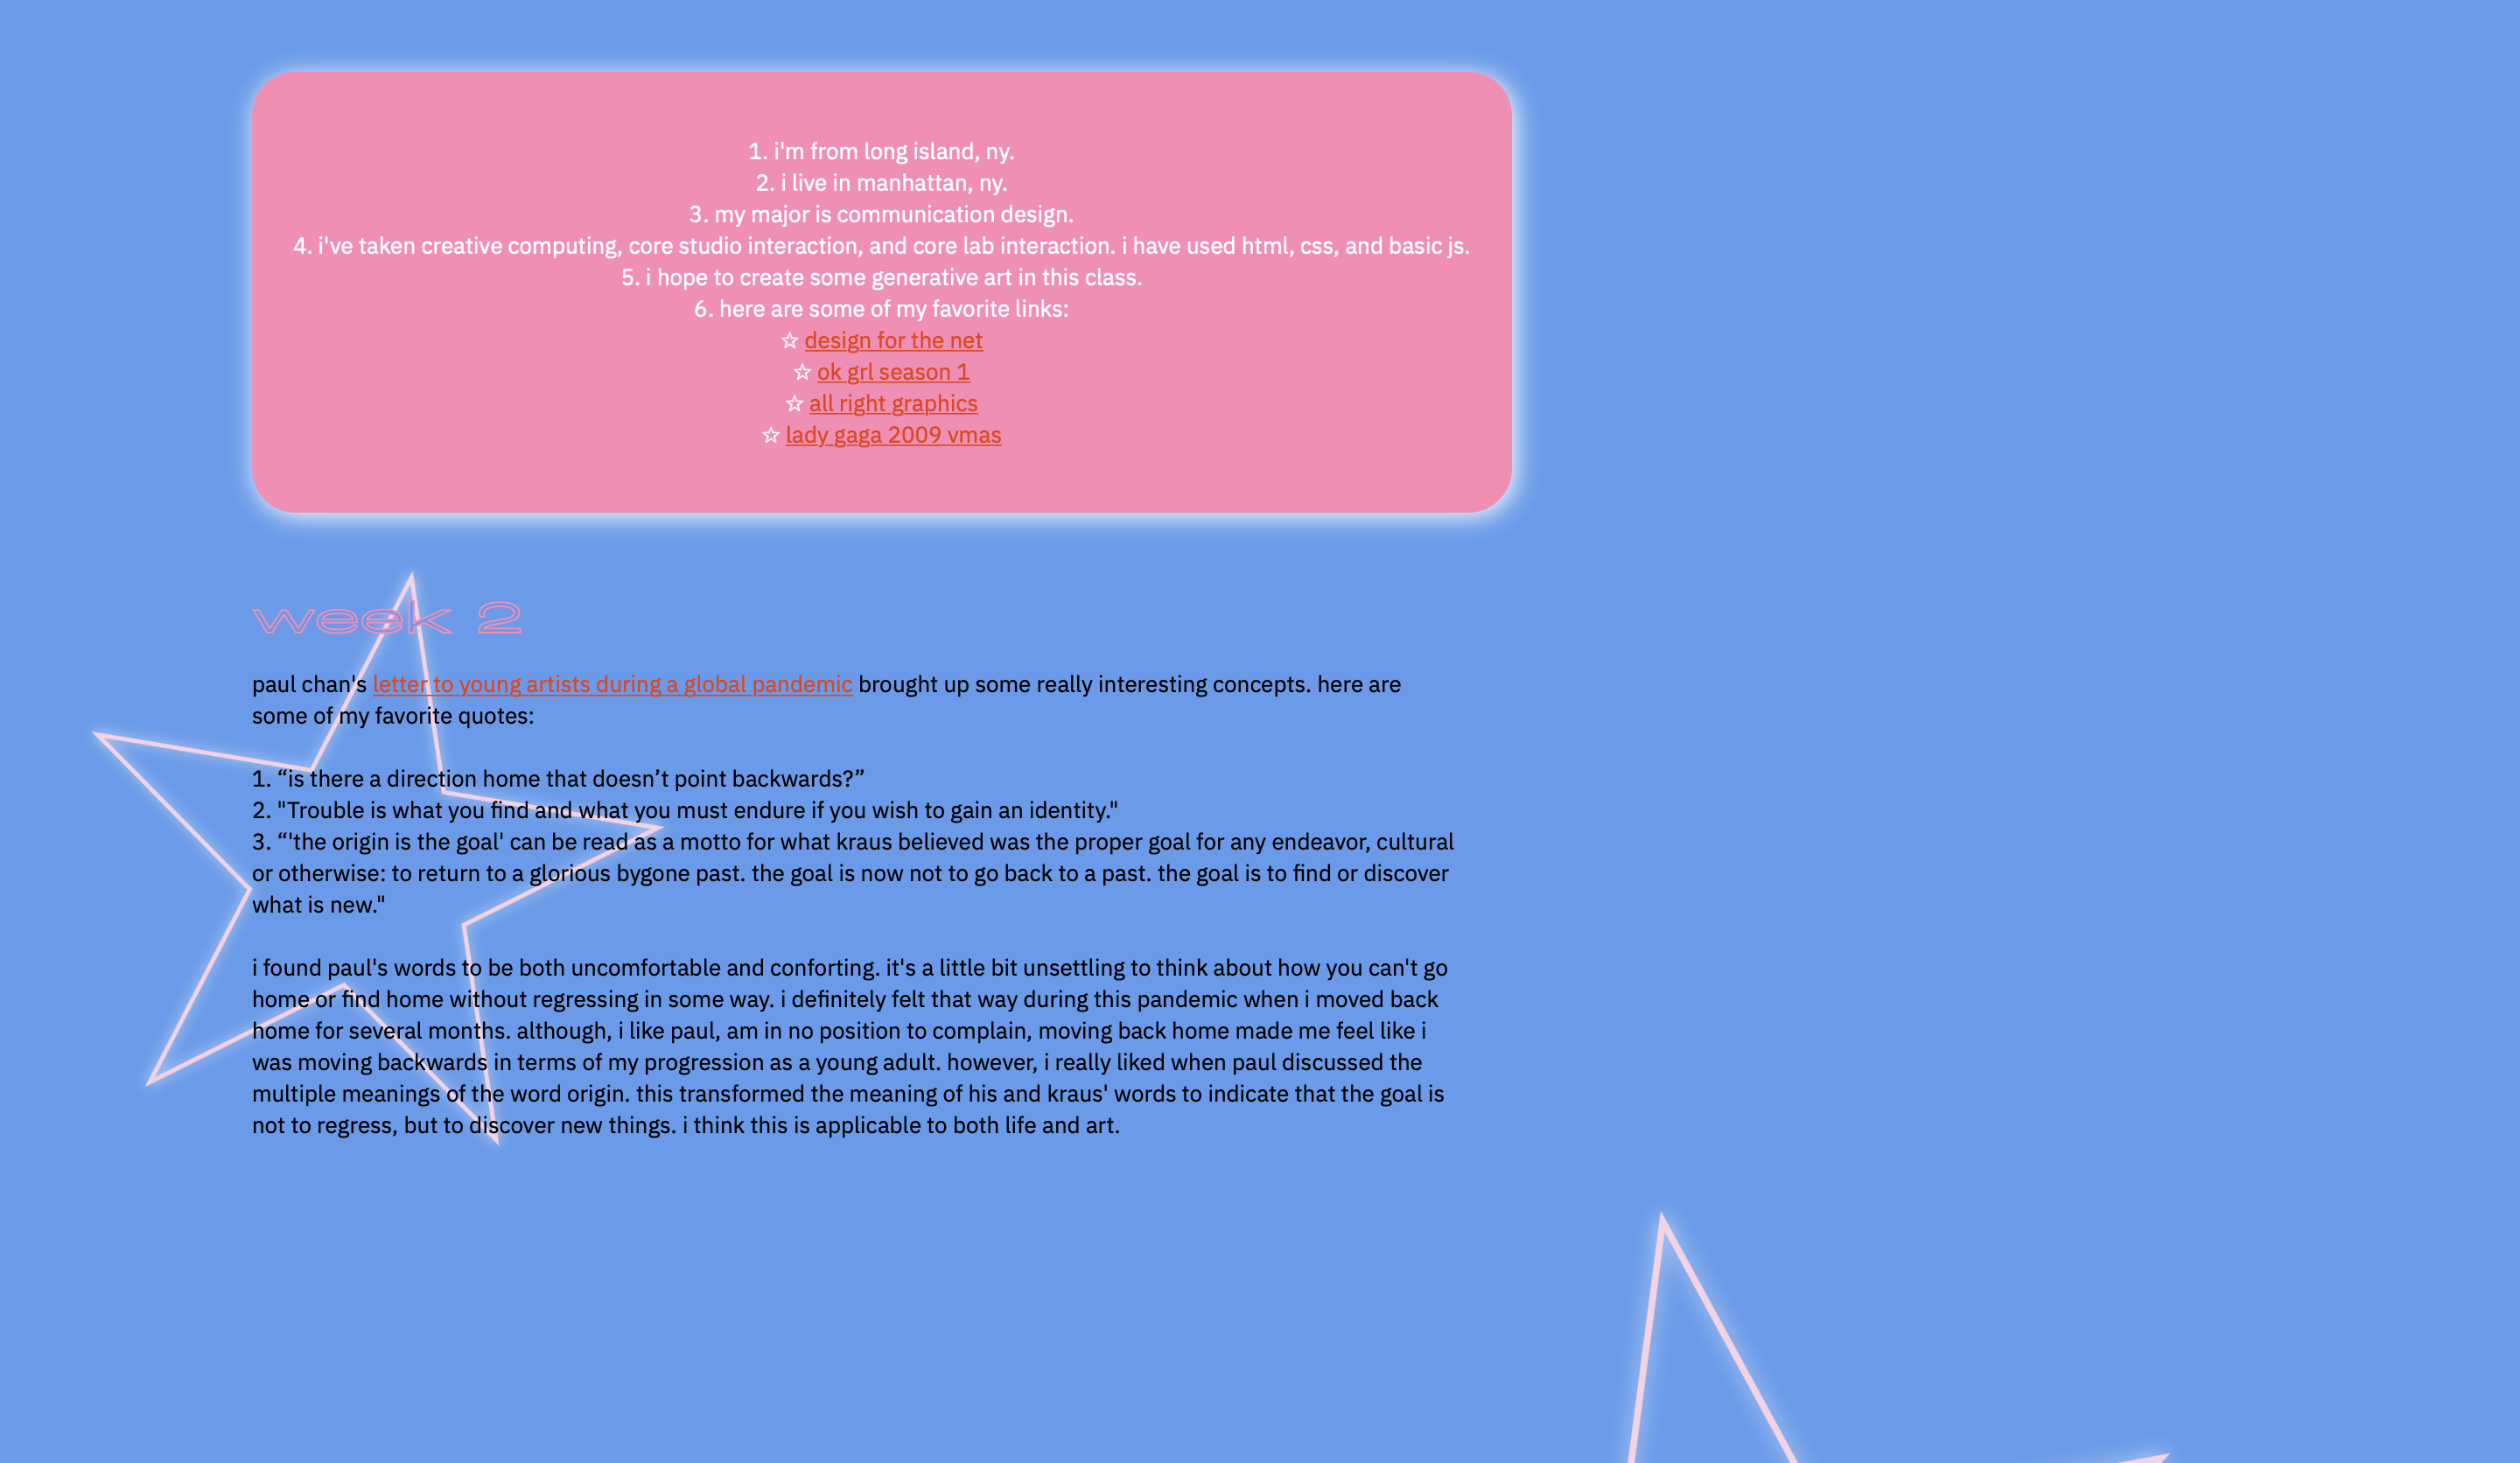 1. i'm from long island, ny.
2. i live in manhattan, ny.
3. my major is communication design.
4. i've taken creative computing, core studio interaction, and core lab interaction. i have used html, css, and basic js.
5. i hope to create some generative art in this class.
6. here are some of my favorite links:
☆ design for the net
☆ ok grl season 1
☆ all right graphics
☆ lady gaga 2009 vmas
week 2
paul chan's letter to young artists during a global pandemic brought up some really interesting concepts. here are
some of my favorite quotes:
1. “is there a direction home that doesn’t point backwards?”
2. "Trouble is what you find and what you must endure if you wish to gain an identity."
3. “'the origin is the goal' can be read as a motto for what kraus believed was the proper goal for any endeavor, cultural
or otherwise: to return to a glorious bygone past. the goal is now not to go back to a past. the goal is to find or discover
what is new."
i found paul's words to be both uncomfortable and conforting. it's a little bit unsettling to think about how you can't go
home or find home without regressing in some way. i definitely felt that way during this pandemic when i moved back
home for several months. although, i like paul, am in no position to complain, moving back home made me feel like i
was moving backwards in terms of my progression as a young adult. however, i really liked when paul discussed the
multiple meanings of the word origin. this transformed the meaning of his and kraus' words to indicate that the goal is
not to regress, but to discover new things. i think this is applicable to both life and art.